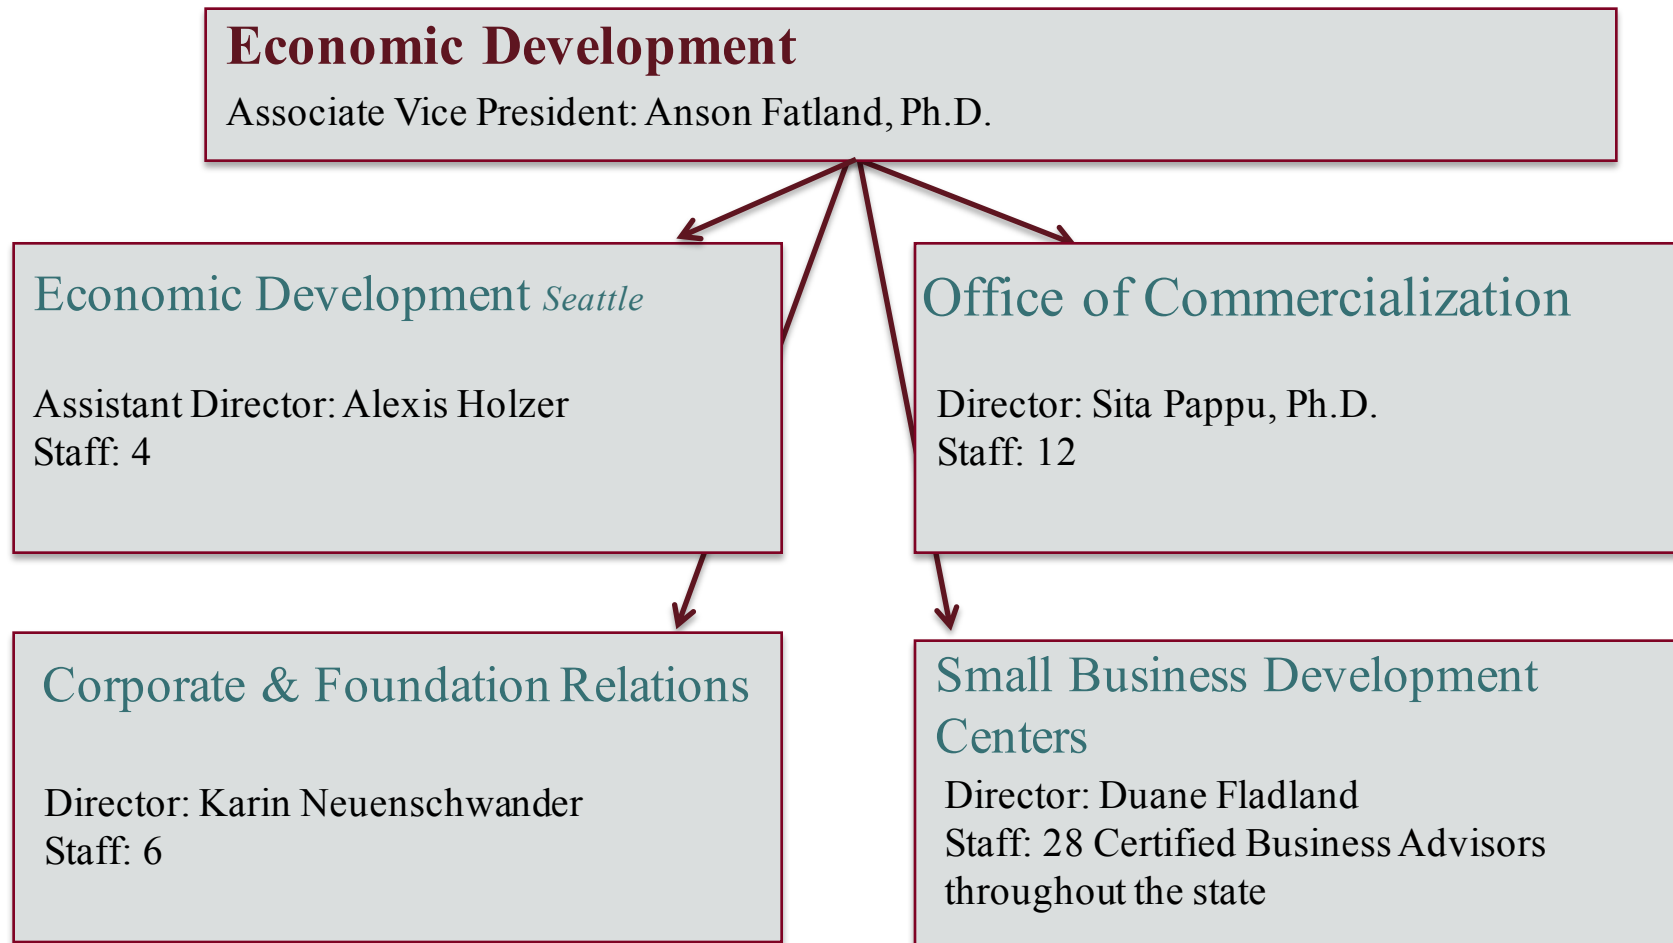 Economic Development
Associate Vice President: Anson Fatland, Ph.D.
Economic Development Seattle
Assistant Director: Alexis Holzer
Staff: 4
Office of Commercialization
Director: Sita Pappu, Ph.D.
Staff: 12
Corporate & Foundation Relations
Director: Karin Neuenschwander
Staff: 6
Small Business Development
Centers
Director: Duane Fladland
Staff: 28 Certified Business Advisors
throughout the state